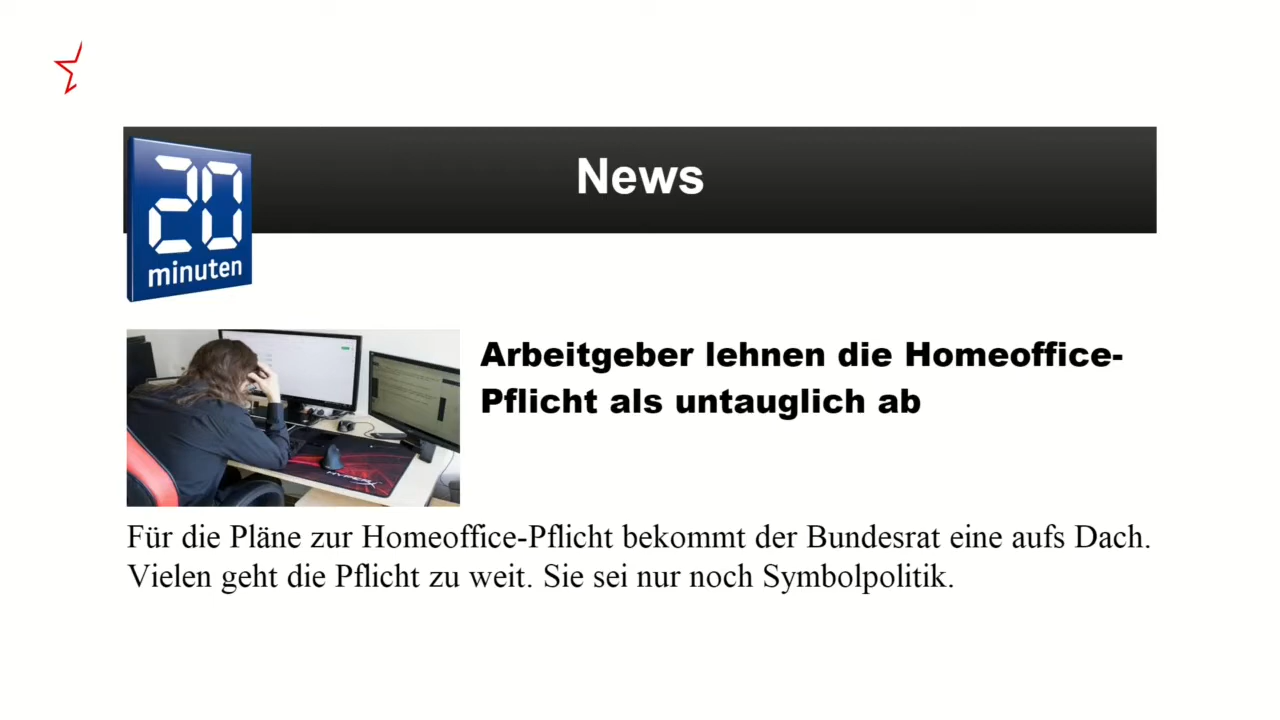 News
20
minuten
Arbeitgeber lehnen die Homeoffice-
Pflicht als untauglich ab
HYPERX
Für die Pläne zur Homeoffice-Pflicht bekommt der Bundesrat eine aufs Dach.
Vielen geht die Pflicht zu weit. Sie sei nur noch Symbolpolitik.